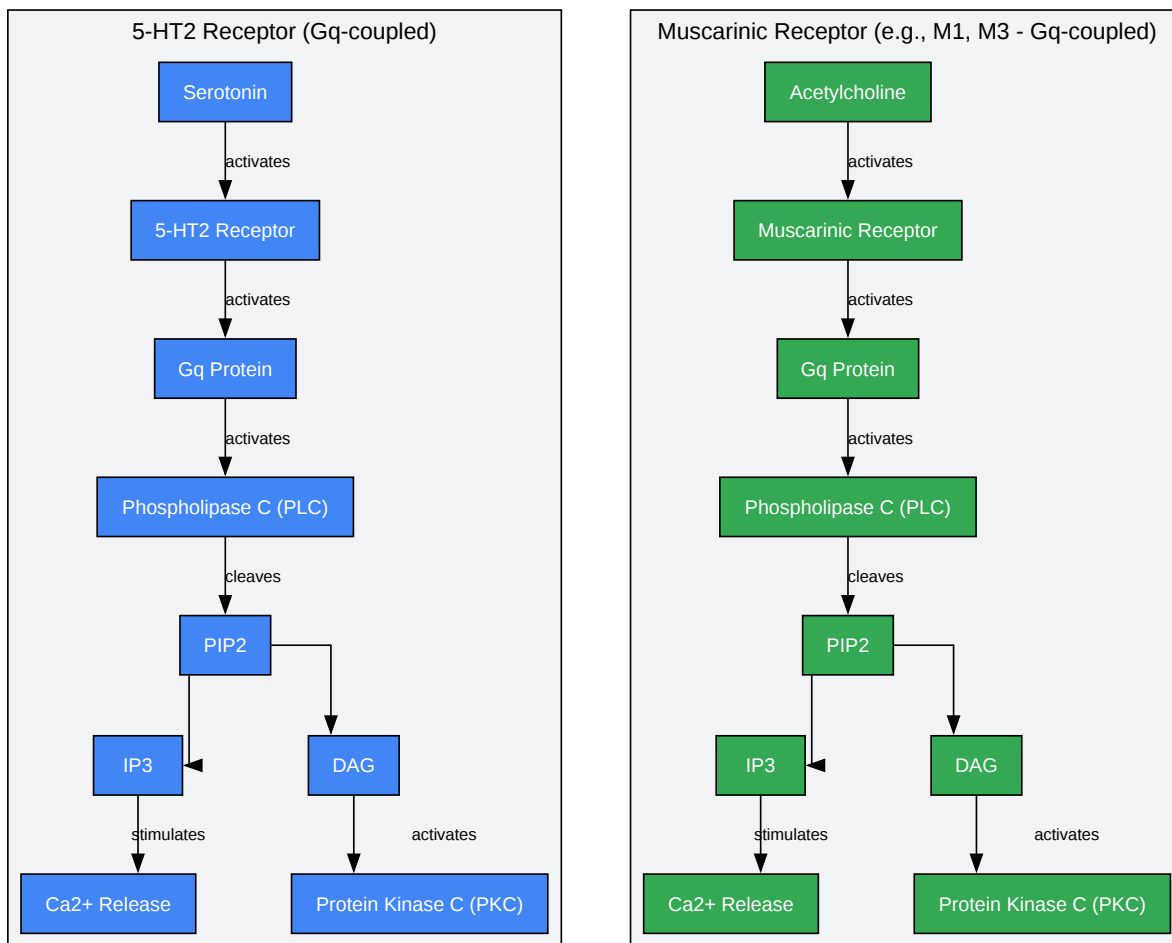 5-HT2 Receptor (Gq-coupled)
Serotonin
activates
5-HT2 Receptor
activates
Gq Protein
activates
Phospholipase C (PLC)
cleaves
PIP2
IP3
DAG
stimulates
activates
Ca2+ Release
Protein Kinase C (PKC)
Muscarinic Receptor (e.g., M1, M3 - Gq-coupled)
Acetylcholine
activates
Muscarinic Receptor
activates
Gq Protein
activates
Phospholipase C (PLC)
cleaves
PIP2
IP3
DAG
stimulates
activates
Ca2+ Release
Protein Kinase C (PKC)